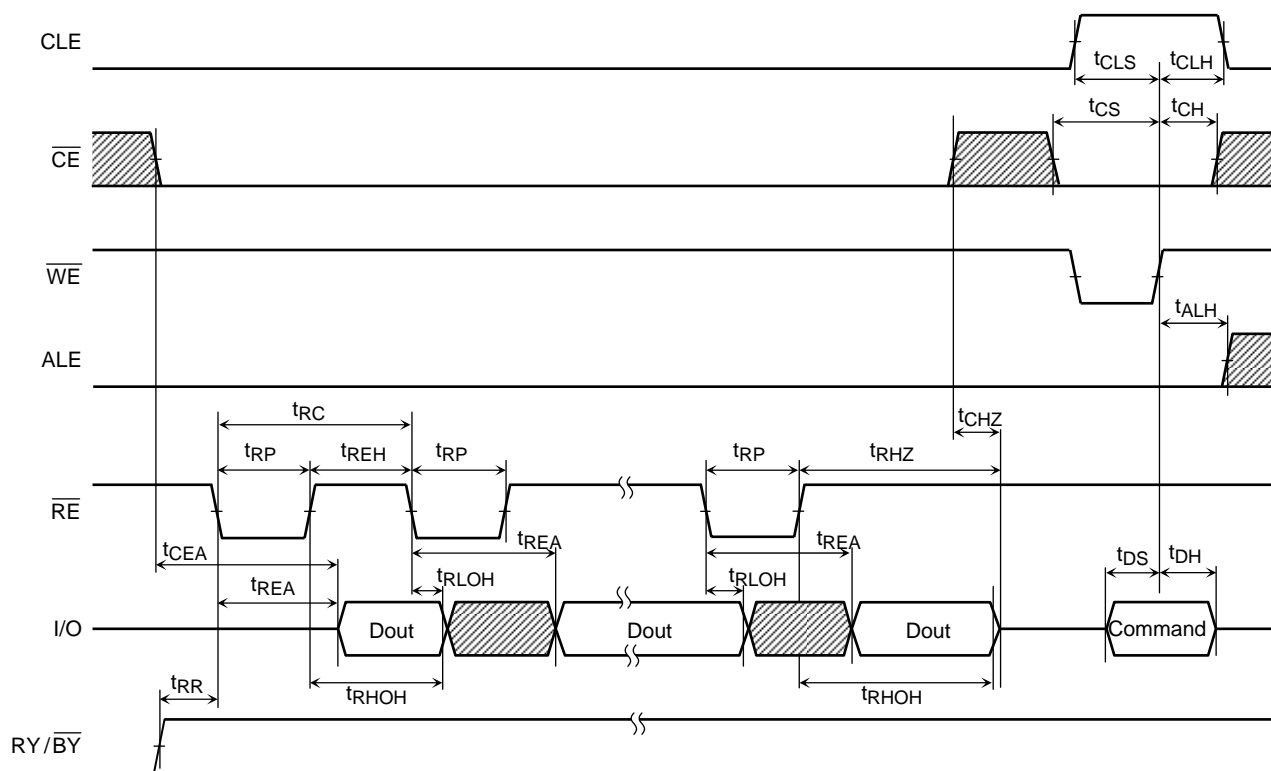 CLE
tCLS tCLH
tCS tCH
CE
WE
tALH
ALE
tRC
tCHZ
tRP tREH tRP tRP tRHZ
RE
tCEA tREA tREA
tDS tDH
tREA tRLOH tRLOH
I/O Dout Dout Dout Command
tRHOH tRHOH
tRR
RY/BY